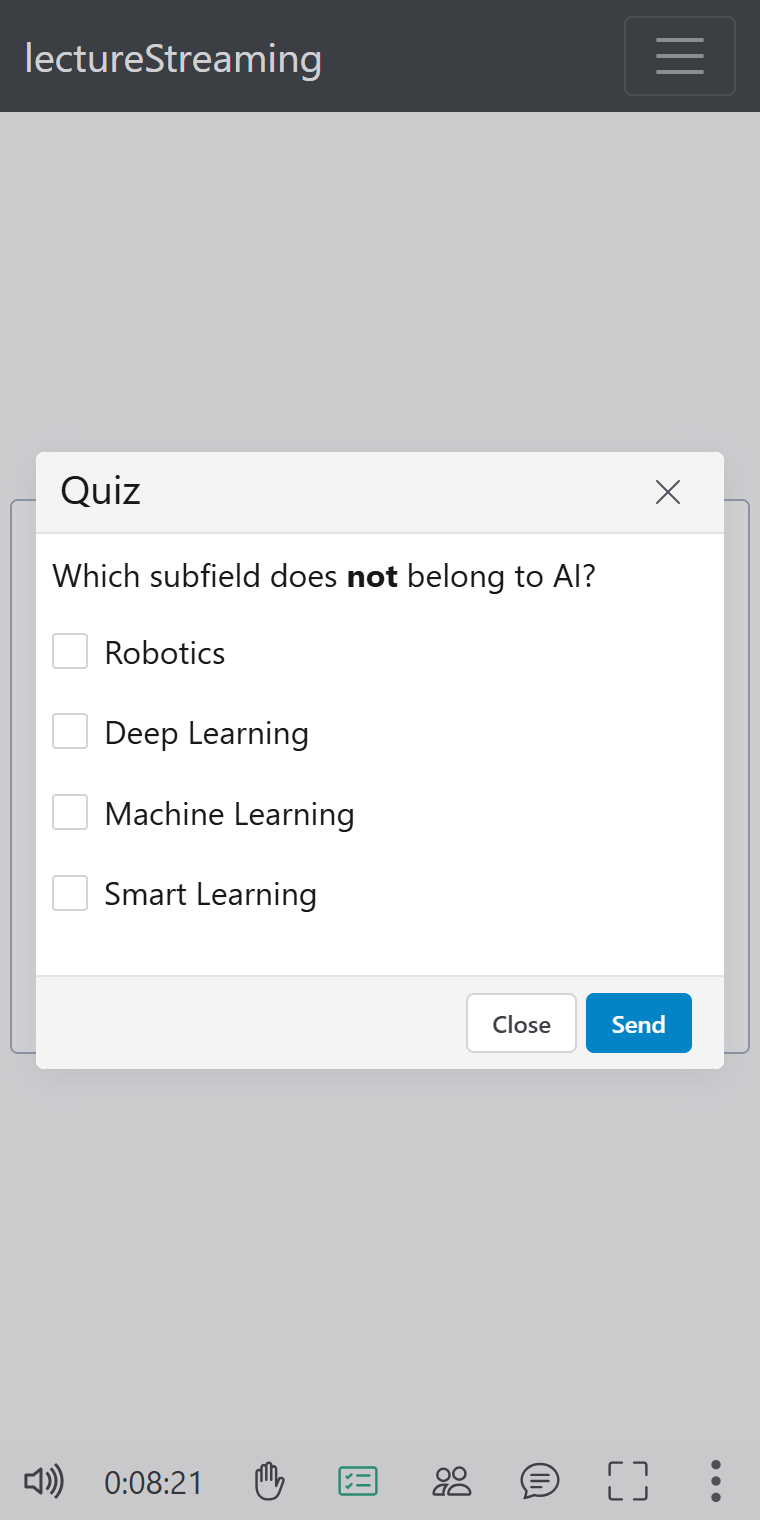 lectureStreaming
Quiz
Which subfield does not belong to AI?
Robotics
Deep Learning
Machine Learning
Smart Learning
Close
Send
0:08:21